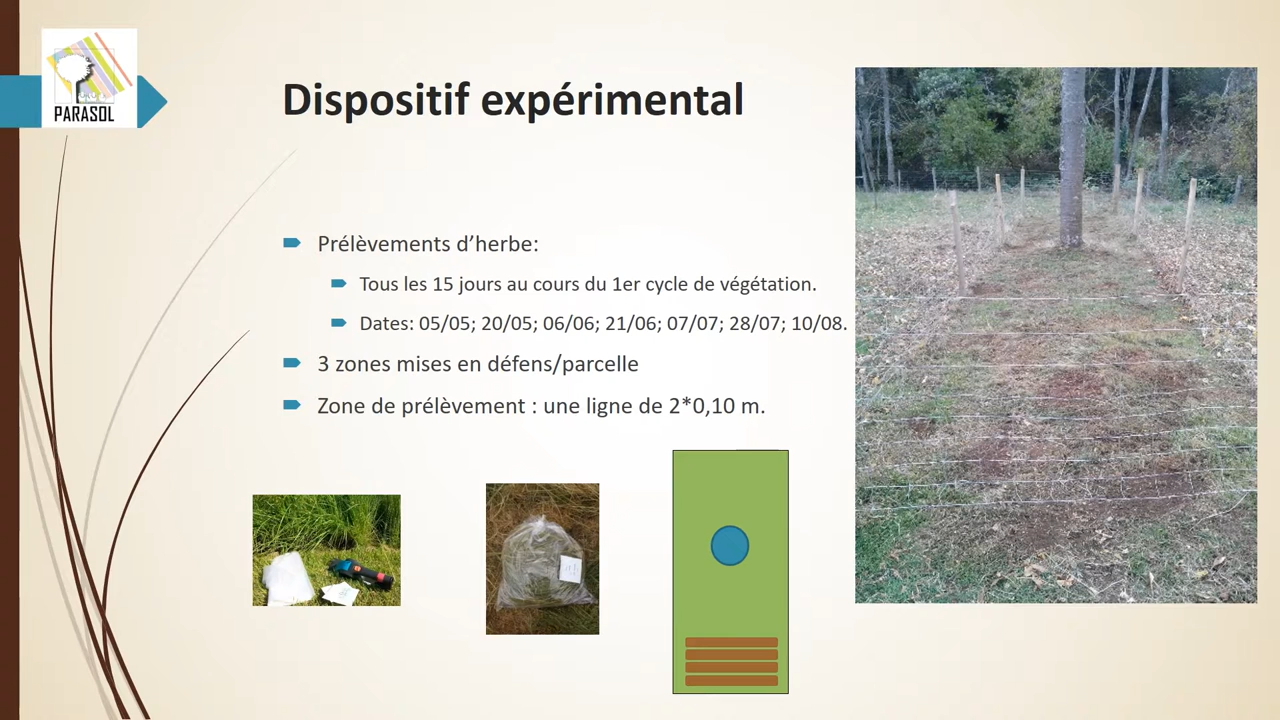 PARASOL
Dispositif expérimental
Prélèvements d’herbe:
Tous les 15 jours au cours du 1er cycle de végétation.
Dates: 05/05; 20/05; 06/06; 21/06; 07/07; 28/07; 10/08.
3 zones mises en défens/parcelle
Zone de prélèvement : une ligne de 2*0,10 m.